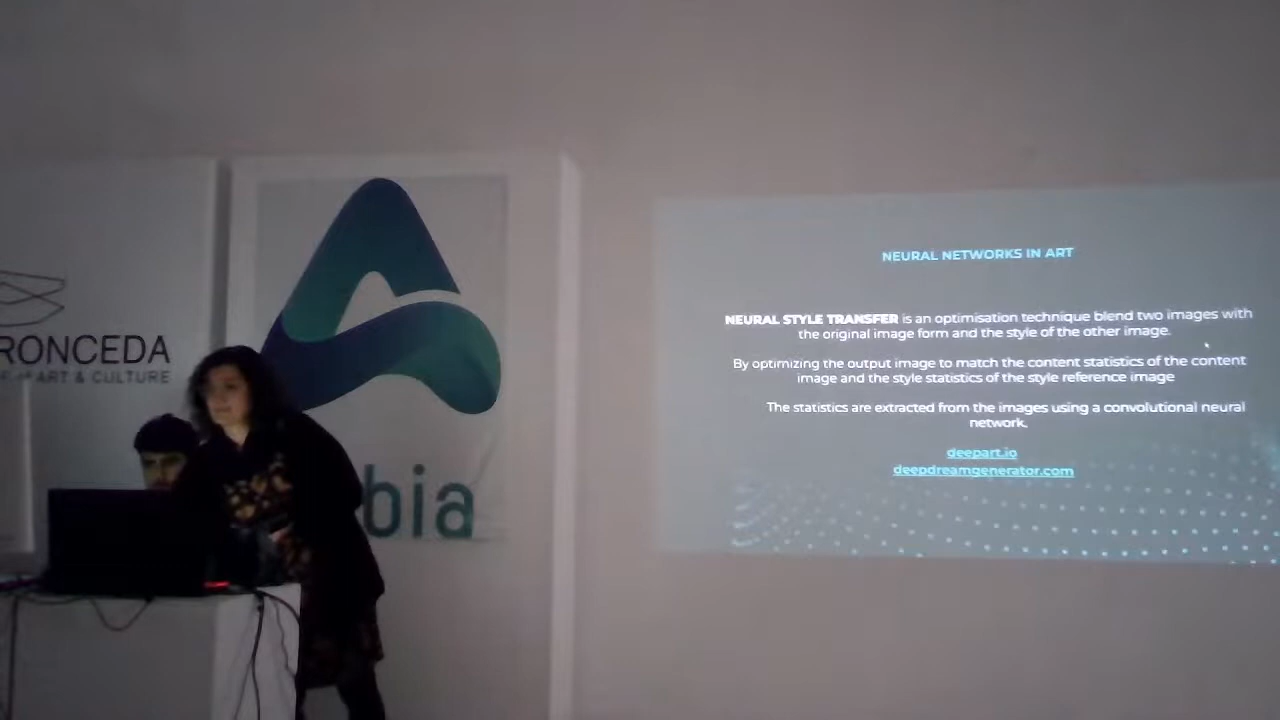 RONCEDA
ART & CULTURE
bia
NEURAL NETWORKS IN ART
NEURAL STYLE TRANSFER is an optimisation technique blend two images with
the original image form and the style of the other image.
By optimizing the output image to match the content statistics of the content
image and the style statistics of the style reference image
The statistics are extracted from the images using a convolutional neural
network.
deepart.io
deepdreamgenerator.com